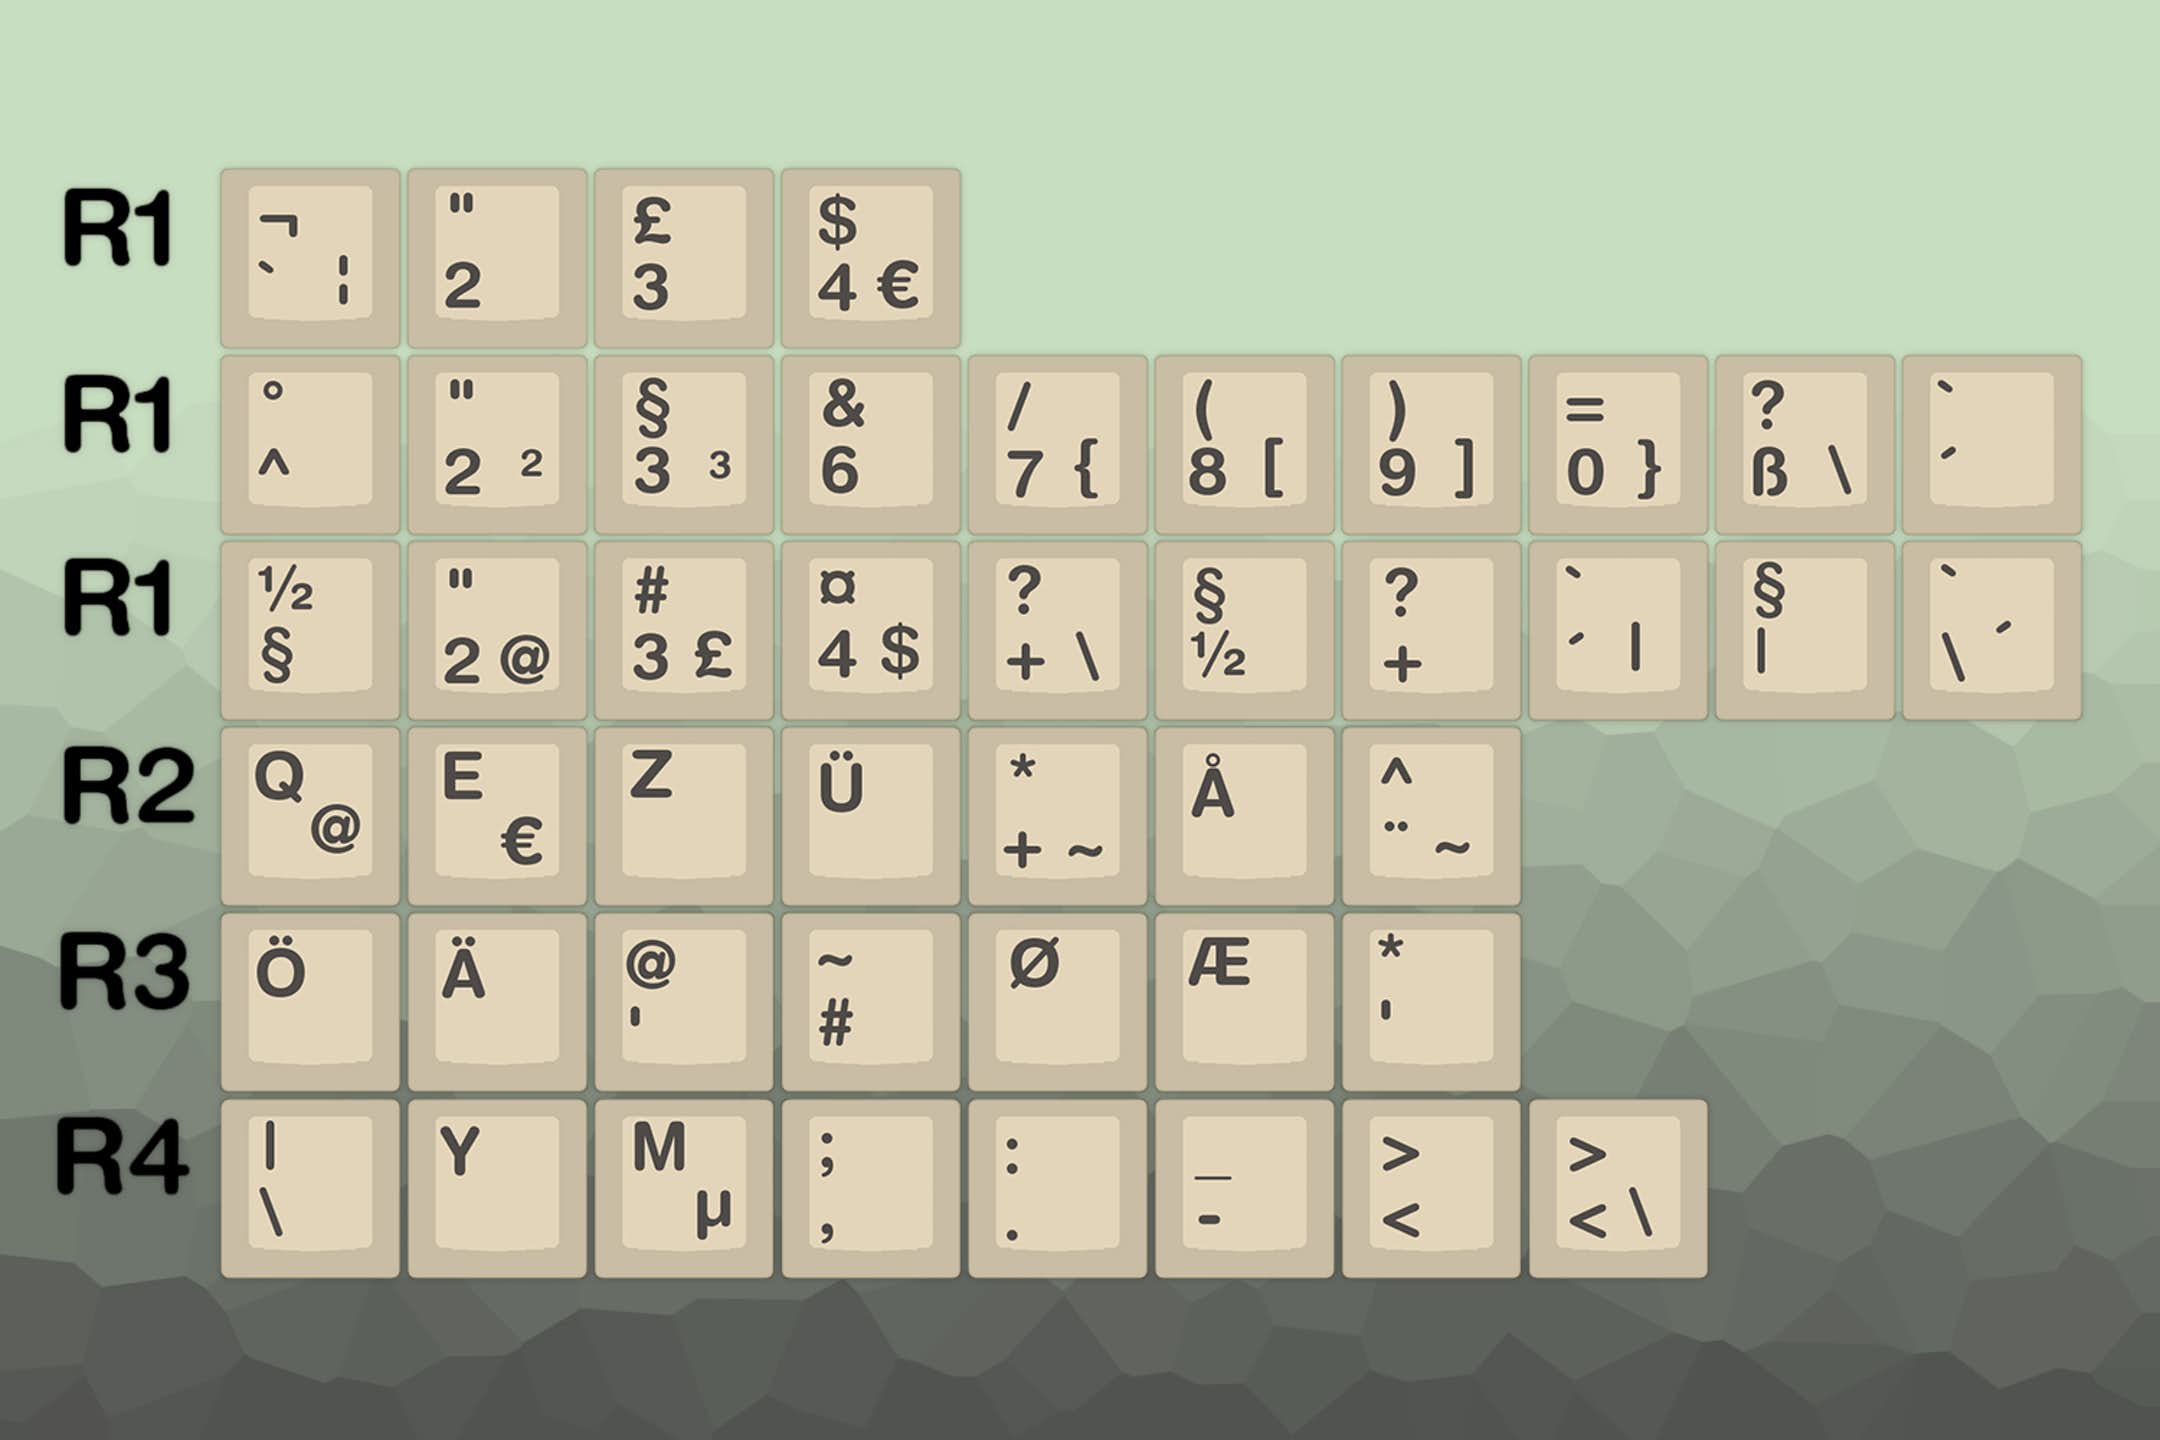 R1 ¬ ` ¦ " 2 £ 3 $ 4 €
R1 ° ^ " 2 ² § 3 ³ & 6 / 7 { ( 8 [ ) 9 ] = 0 } ? ß \ ` ´
R1 ½ § " 2 @ # 3 £ ¤ 4 $ ? + \ § ½ ? + ` ´ | § | ` \ ´
R2 Q @ E € Z Ü * + ~ Å ^ ¨ ~
R3 Ö Ä @ ' ~ # Ø Æ * '
R4 | \ Y M µ ; , : . _ - > < > < \